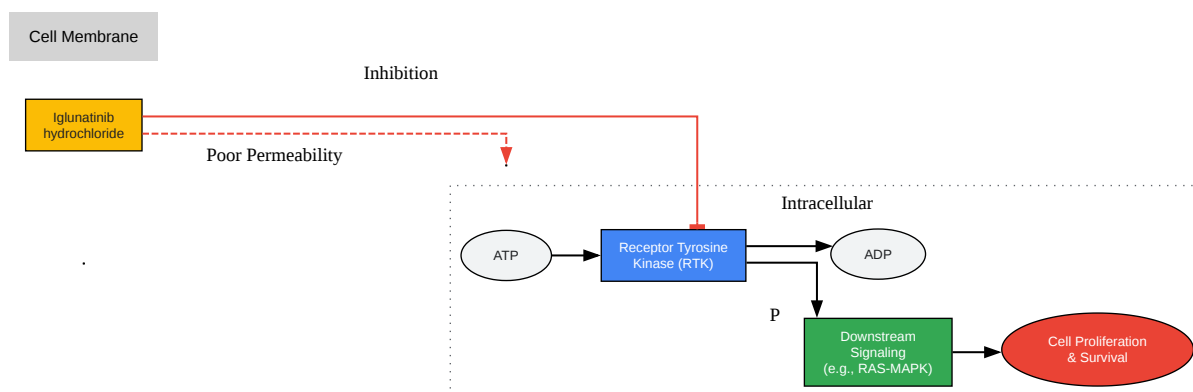 Cell Membrane
Inhibition
Iglunatinib
hydrochloride
Poor Permeability
Intracellular
ATP
Receptor Tyrosine
Kinase (RTK)
ADP
P
Downstream
Signaling
(e.g., RAS-MAPK)
Cell Proliferation
& Survival